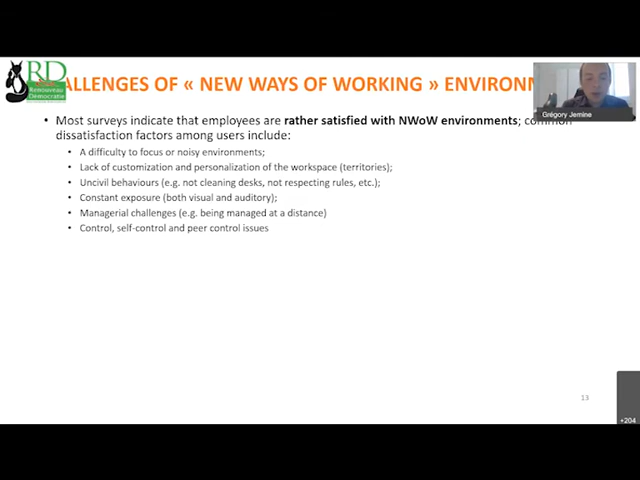 RD
Renouveau
Démocratie
ALLENGES OF « NEW WAYS OF WORKING » ENVIRONM
Grégory Jemine
• Most surveys indicate that employees are rather satisfied with NWoW environments; common
dissatisfaction factors among users include:
• A difficulty to focus or noisy environments;
• Lack of customization and personalization of the workspace (territories);
• Uncivil behaviours (e.g. not cleaning desks, not respecting rules, etc.);
• Constant exposure (both visual and auditory);
• Managerial challenges (e.g. being managed at a distance)
• Control, self-control and peer control issues
13
+204